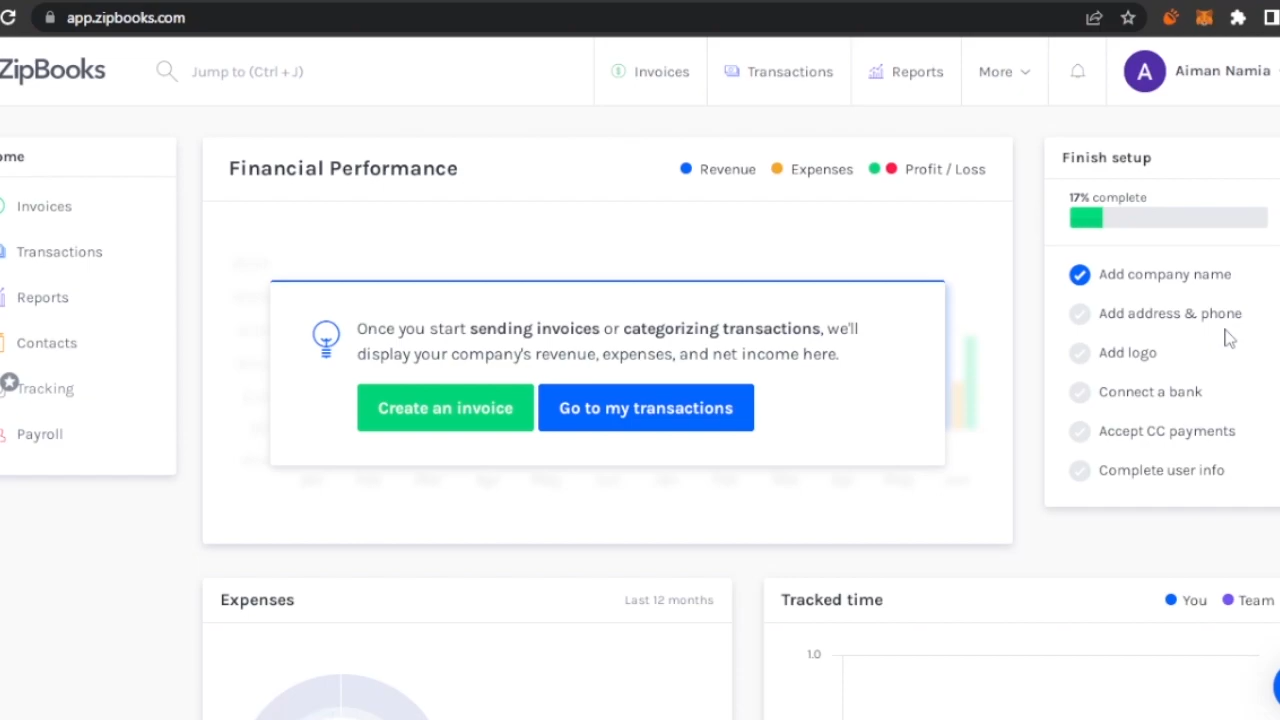 app.zipbooks.com
ZipBooks
Jump to (Ctrl + J)
Invoices
Transactions
Reports
More
A
Aiman Namia
ome
Invoices
Transactions
Reports
Contacts
Tracking
Payroll
Financial Performance
Revenue
Expenses
Profit / Loss
Once you start sending invoices or categorizing transactions, we'll
display your company's revenue, expenses, and net income here.
Create an invoice
Go to my transactions
Finish setup
17% complete
Add company name
Add address & phone
Add logo
Connect a bank
Accept CC payments
Complete user info
Expenses
Last 12 months
Tracked time
You
Team
1.0